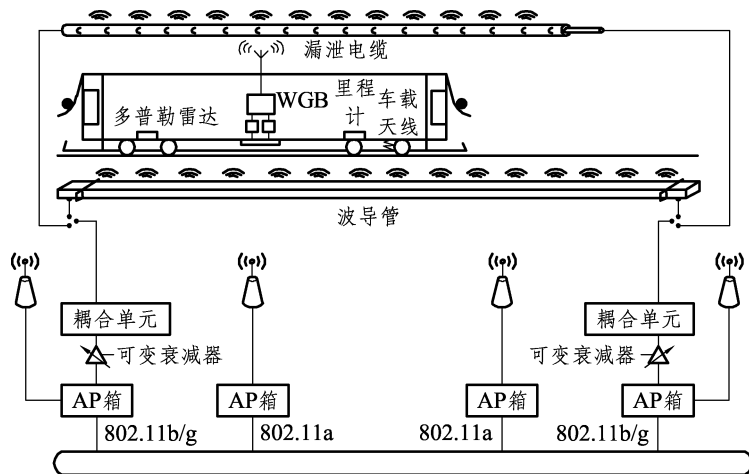 漏泄电缆
WGB
里程计
车载天线
多普勒雷达
波导管
耦合单元
耦合单元
可变衰减器
可变衰减器
AP箱
AP箱
AP箱
AP箱
802.11b/g
802.11a
802.11a
802.11b/g